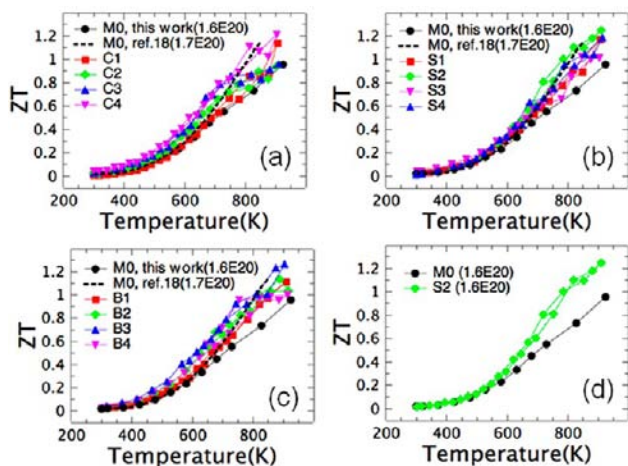 1.2
1
0.8
0.6
0.4
0.2
0
ZT
M0, this work(1.6E20)
M0, ref.18(1.7E20)
C1
C2
C3
C4
(a)
200 400 600 800
Temperature(K)
1.2
1
0.8
0.6
0.4
0.2
0
ZT
M0, this work(1.6E20)
M0, ref.18(1.7E20)
S1
S2
S3
S4
(b)
200 400 600 800
Temperature(K)
1.2
1
0.8
0.6
0.4
0.2
0
ZT
M0, this work(1.6E20)
M0, ref.18(1.7E20)
B1
B2
B3
B4
(c)
200 400 600 800
Temperature(K)
1.2
1
0.8
0.6
0.4
0.2
0
ZT
M0 (1.6E20)
S2 (1.6E20)
(d)
200 400 600 800
Temperature(K)